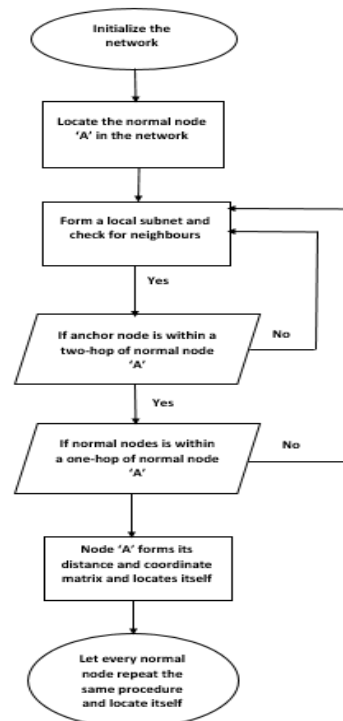 Initialize the
network
Locate the normal node
‘A’ in the network
Form a local subnet and
check for neighbours
Yes
If anchor node is within a
two-hop of normal node
‘A’
No
Yes
If normal nodes is within
a one-hop of normal node
‘A’
No
Node ‘A’ forms its
distance and coordinate
matrix and locates itself
Let every normal
node repeat the
same procedure
and locate itself